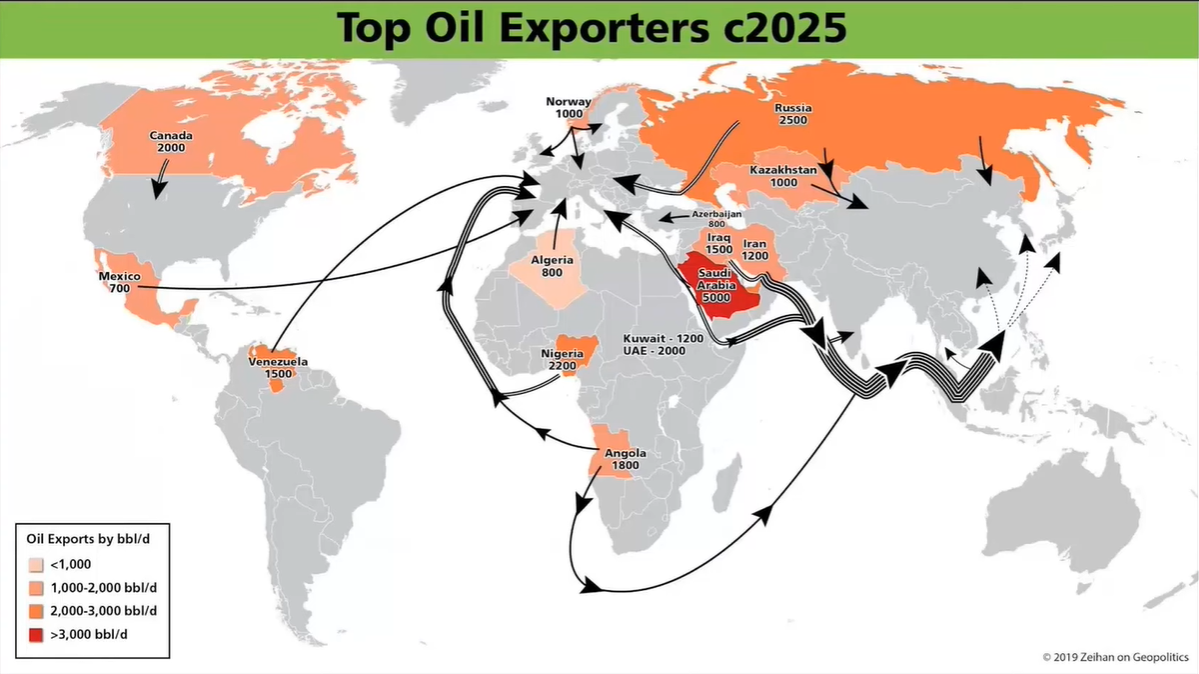 Top Oil Exporters c2025
Norway
1000
Russia
2500
Canada
2000
Kazakhstan
1000
Azerbaijan
800
Iraq
1500
Iran
1200
Algeria
800
Saudi
Arabia
5000
Mexico
700
Kuwait - 1200
UAE - 2000
Nigeria
2200
Venezuela
1500
Angola
1800
Oil Exports by bbl/d
<1,000
1,000-2,000 bbl/d
2,000-3,000 bbl/d
>3,000 bbl/d
© 2019 Zeihan on Geopolitics